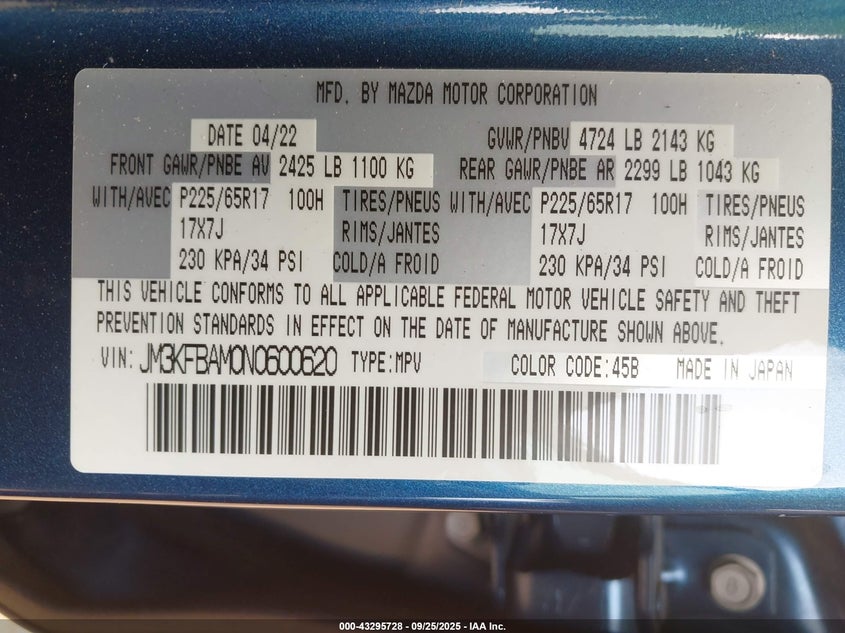 MFD. BY MAZDA MOTOR CORPORATION
DATE 04/22 GVWR/PNBV 4724 LB 2143 KG
FRONT GAWR/PNBE AV 2425 LB 1100 KG REAR GAWR/PNBE AR 2299 LB 1043 KG
WITH/AVEC P225/65R17 100H TIRES/PNEUS WITH/AVEC P225/65R17 100H TIRES/PNEUS
17X7J RIMS/JANTES 17X7J RIMS/JANTES
230 KPA/34 PSI COLD/A FROID 230 KPA/34 PSI COLD/A FROID
THIS VEHICLE CONFORMS TO ALL APPLICABLE FEDERAL MOTOR VEHICLE SAFETY AND THEFT
PREVENTION STANDARDS IN EFFECT ON THE DATE OF MANUFACTURE SHOWN ABOVE.
VIN: JM3KFBAM0N0600620 TYPE:MPV COLOR CODE:45B MADE IN JAPAN
000-43295728 - 09/25/2025 - IAA Inc.